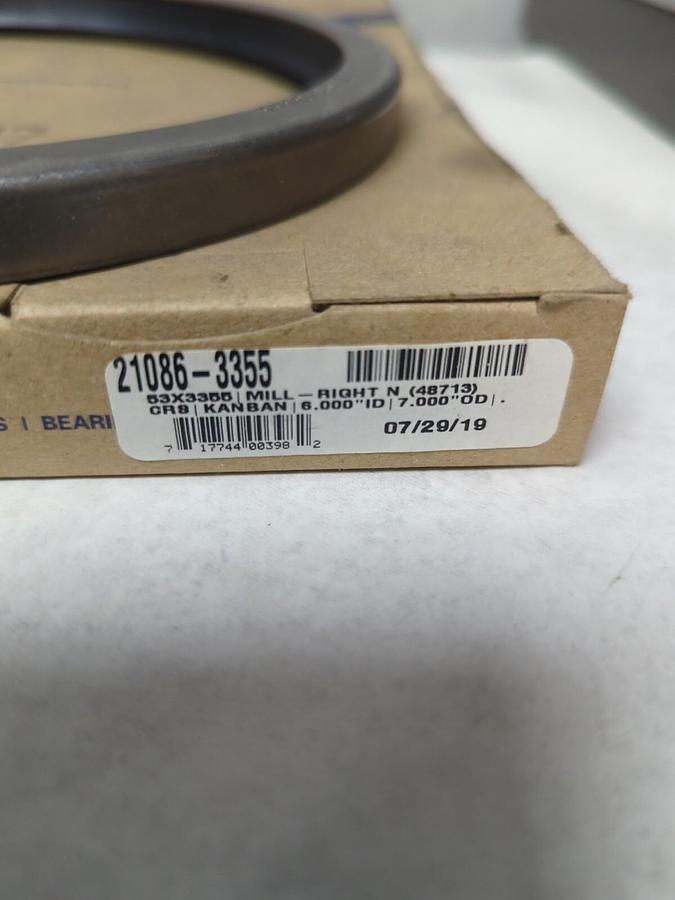 21086-3355
53X3355|MILL-RIGHT N (48713)
CR8|KANBAN|6.000"ID|7.000"OD|.
07/29/19
7 17744 00398 2
S | BEARI